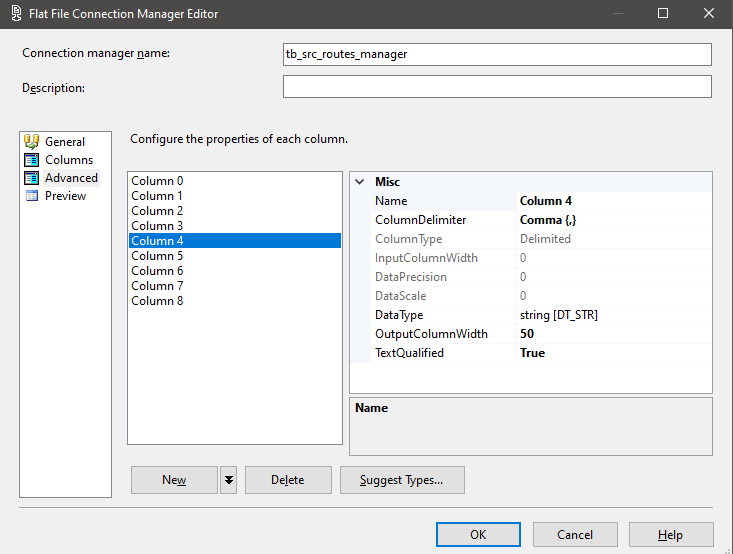 Flat File Connection Manager Editor
Connection manager name:
tb_src_routes_manager
Description:
General
Columns
Advanced
Preview
Configure the properties of each column.
Column 0
Column 1
Column 2
Column 3
Column 4
Column 5
Column 6
Column 7
Column 8
Misc
Name Column 4
ColumnDelimiter Comma {,}
ColumnType Delimited
InputColumnWidth 0
DataPrecision 0
DataScale 0
DataType string [DT_STR]
OutputColumnWidth 50
TextQualified True
Name
New
Delete
Suggest Types...
OK
Cancel
Help